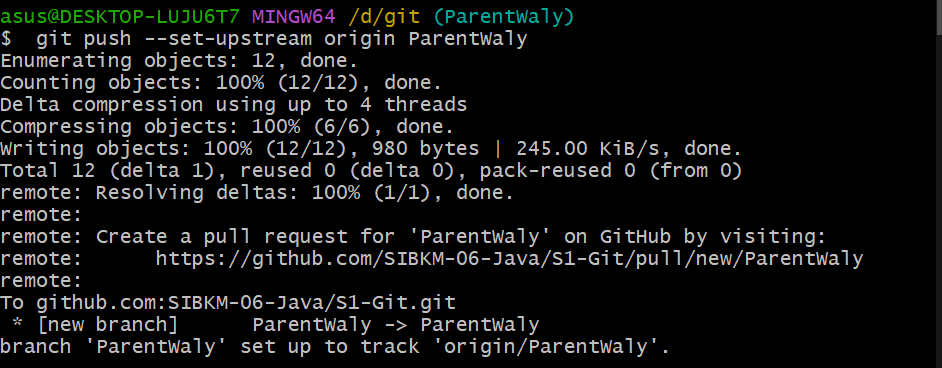 asus@DESKTOP-LUJU6T7 MINGW64 /d/git (ParentWaly)
$  git push --set-upstream origin ParentWaly
Enumerating objects: 12, done.
Counting objects: 100% (12/12), done.
Delta compression using up to 4 threads
Compressing objects: 100% (6/6), done.
Writing objects: 100% (12/12), 980 bytes | 245.00 KiB/s, done.
Total 12 (delta 1), reused 0 (delta 0), pack-reused 0 (from 0)
remote: Resolving deltas: 100% (1/1), done.
remote:
remote: Create a pull request for 'ParentWaly' on GitHub by visiting:
remote:      https://github.com/SIBKM-06-Java/S1-Git/pull/new/ParentWaly
remote:
To github.com:SIBKM-06-Java/S1-Git.git
 * [new branch]      ParentWaly -> ParentWaly
branch 'ParentWaly' set up to track 'origin/ParentWaly'.